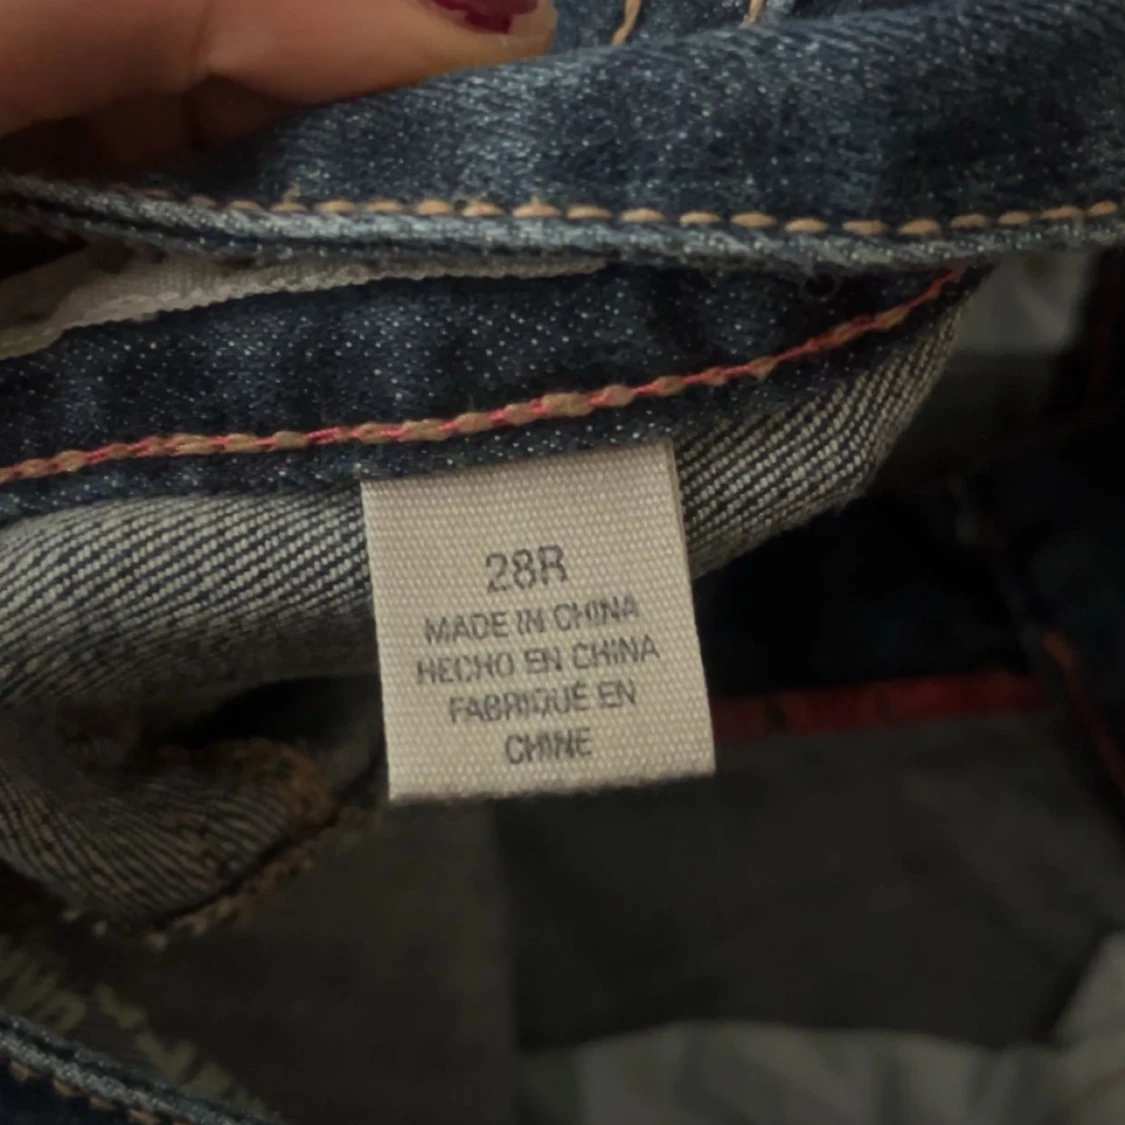 28R
MADE IN CHINA
HECHO EN CHINA
FABRIQUÉ EN
CHINE